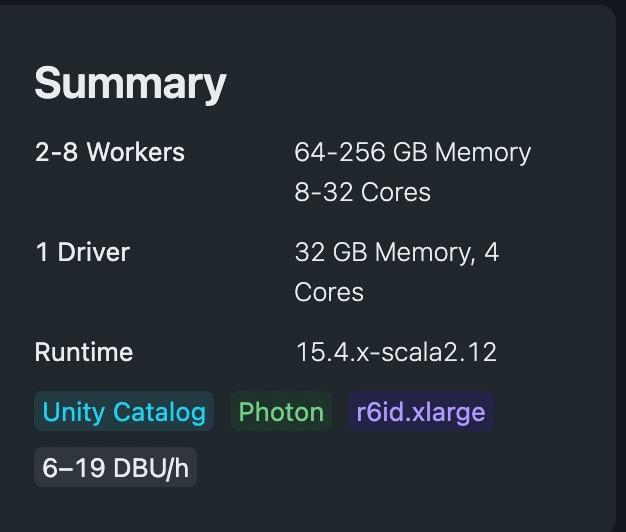 Summary
2-8 Workers 64-256 GB Memory
8-32 Cores
1 Driver 32 GB Memory, 4
Cores
Runtime 15.4.x-scala2.12
Unity Catalog Photon r6id.xlarge
6–19 DBU/h